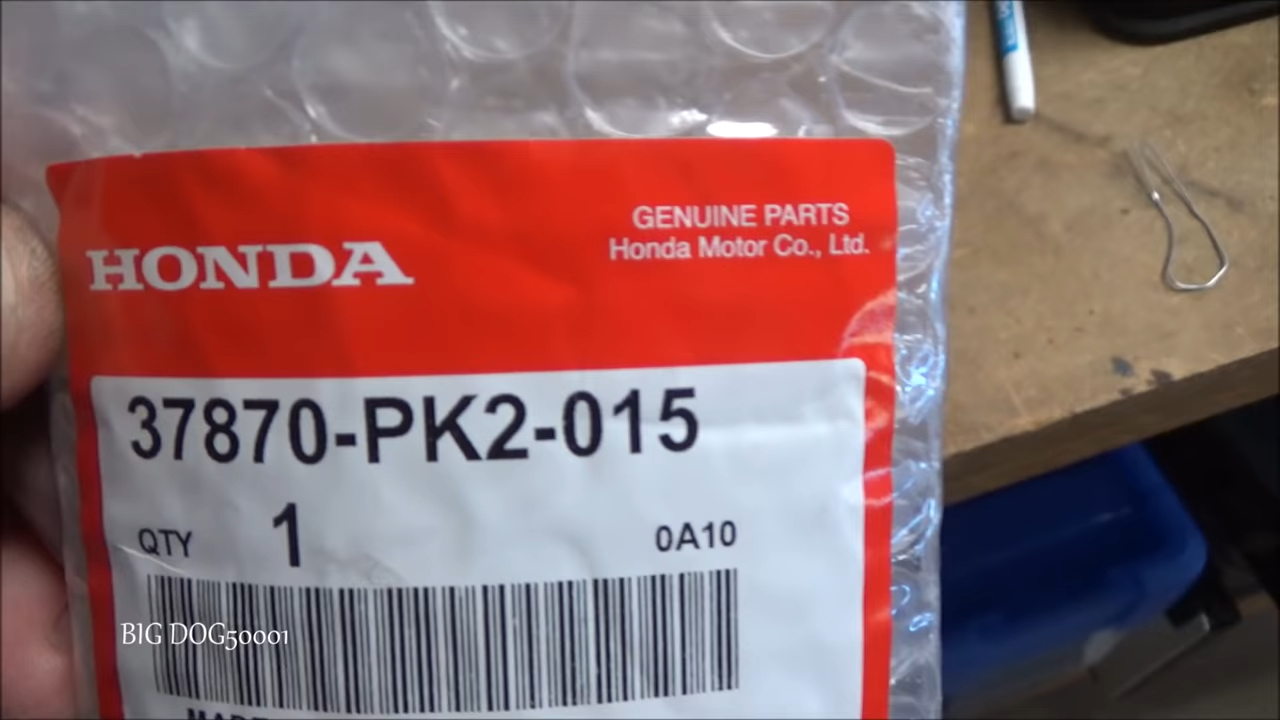 HONDA
GENUINE PARTS
Honda Motor Co., Ltd.
37870-PK2-015
QTY 1 0A10
BIG DOG50001